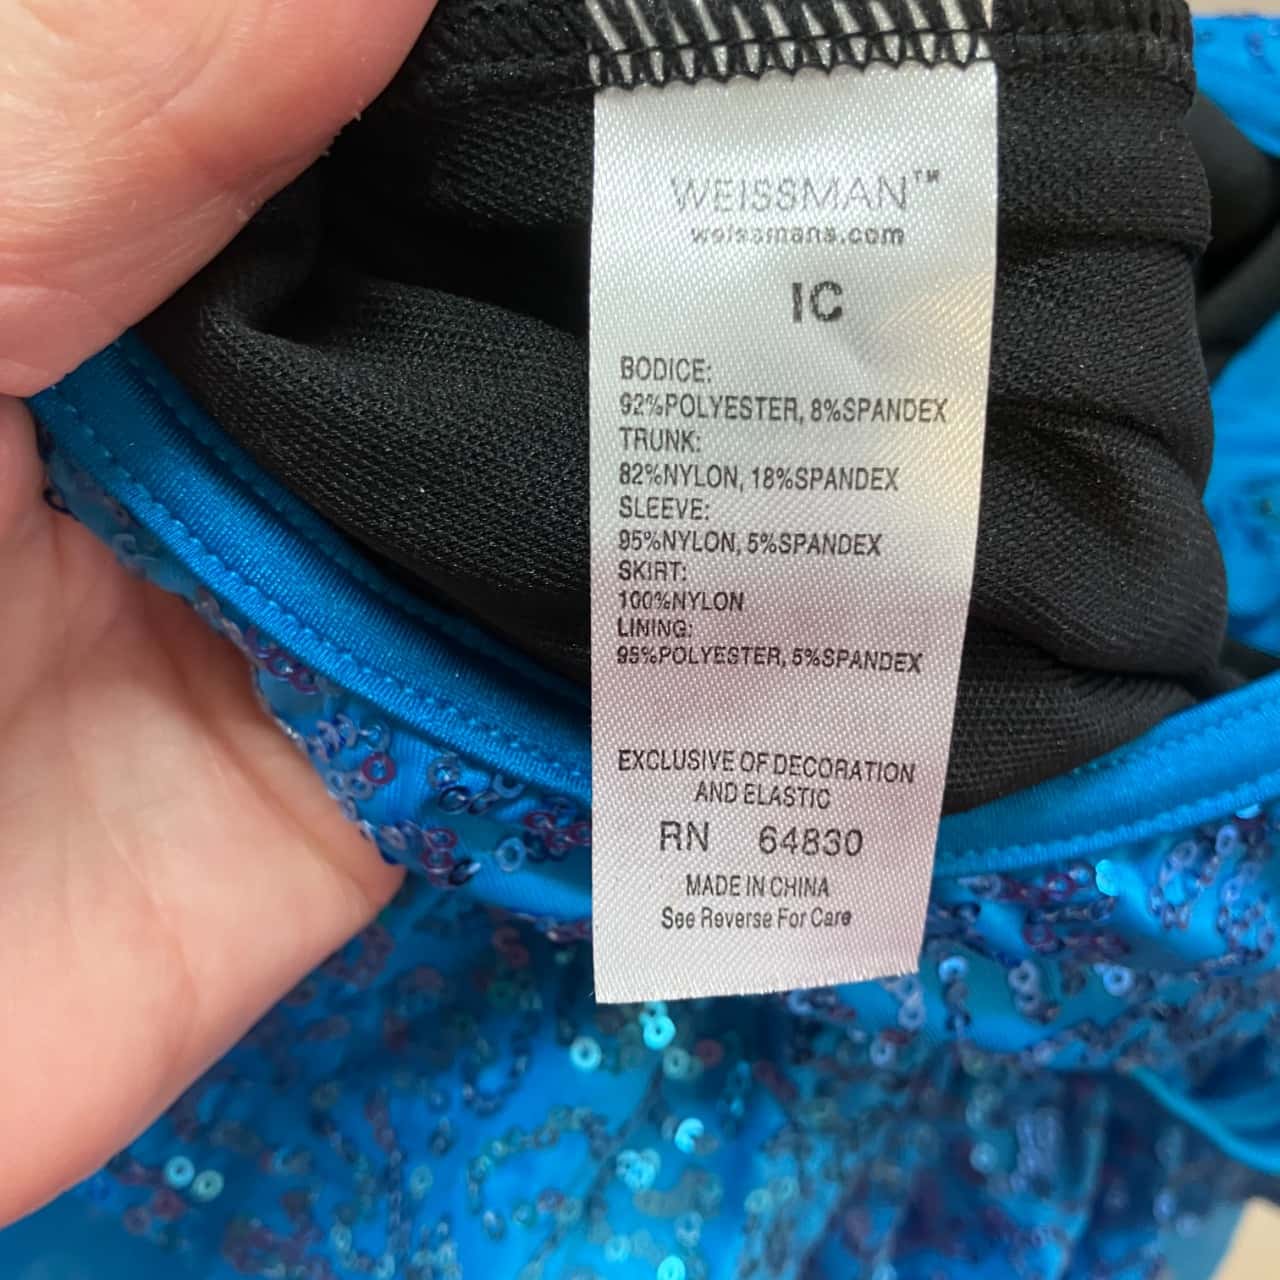 WEISSMAN™
weissmans.com
IC
BODICE:
92%POLYESTER, 8%SPANDEX
TRUNK:
82%NYLON, 18%SPANDEX
SLEEVE:
95%NYLON, 5%SPANDEX
SKIRT:
100%NYLON
LINING:
95%POLYESTER, 5%SPANDEX
EXCLUSIVE OF DECORATION
AND ELASTIC
RN 64830
MADE IN CHINA
See Reverse For Care